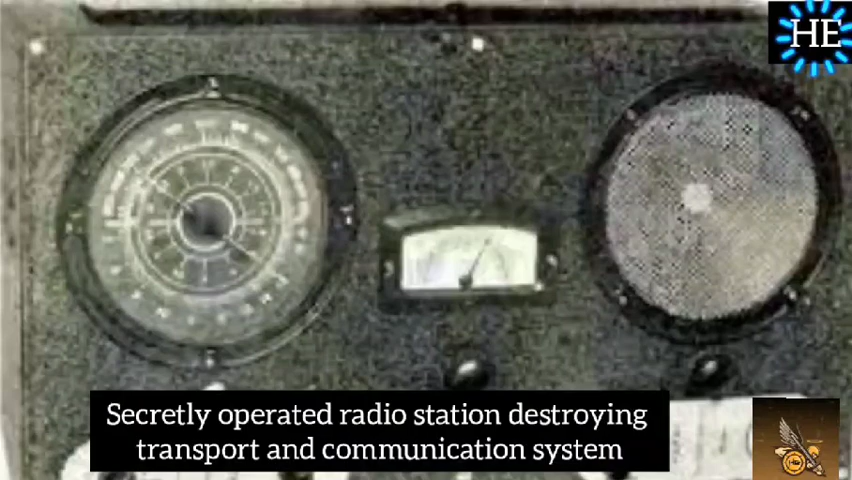 HE
Secretly operated radio station destroying
transport and communication system